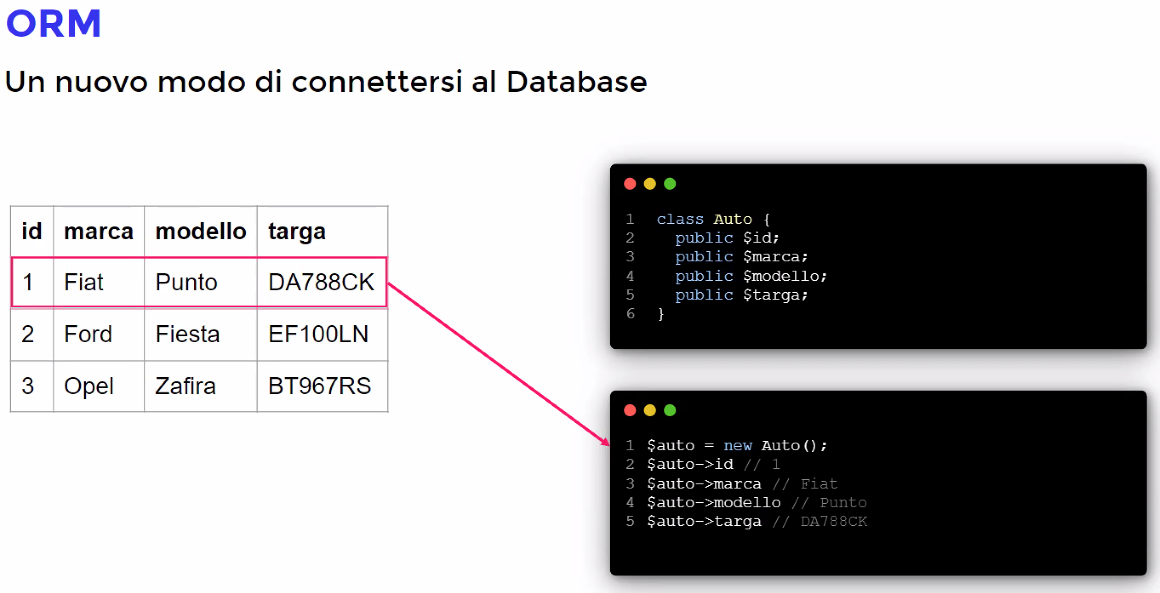 ORM
Un nuovo modo di connettersi al Database
id marca modello targa
1 Fiat Punto DA788CK
2 Ford Fiesta EF100LN
3 Opel Zafira BT967RS
1 class Auto {
2 public $id;
3 public $marca;
4 public $modello;
5 public $targa;
6 }
1 $auto = new Auto();
2 $auto->id // 1
3 $auto->marca // Fiat
4 $auto->modello // Punto
5 $auto->targa // DA788CK